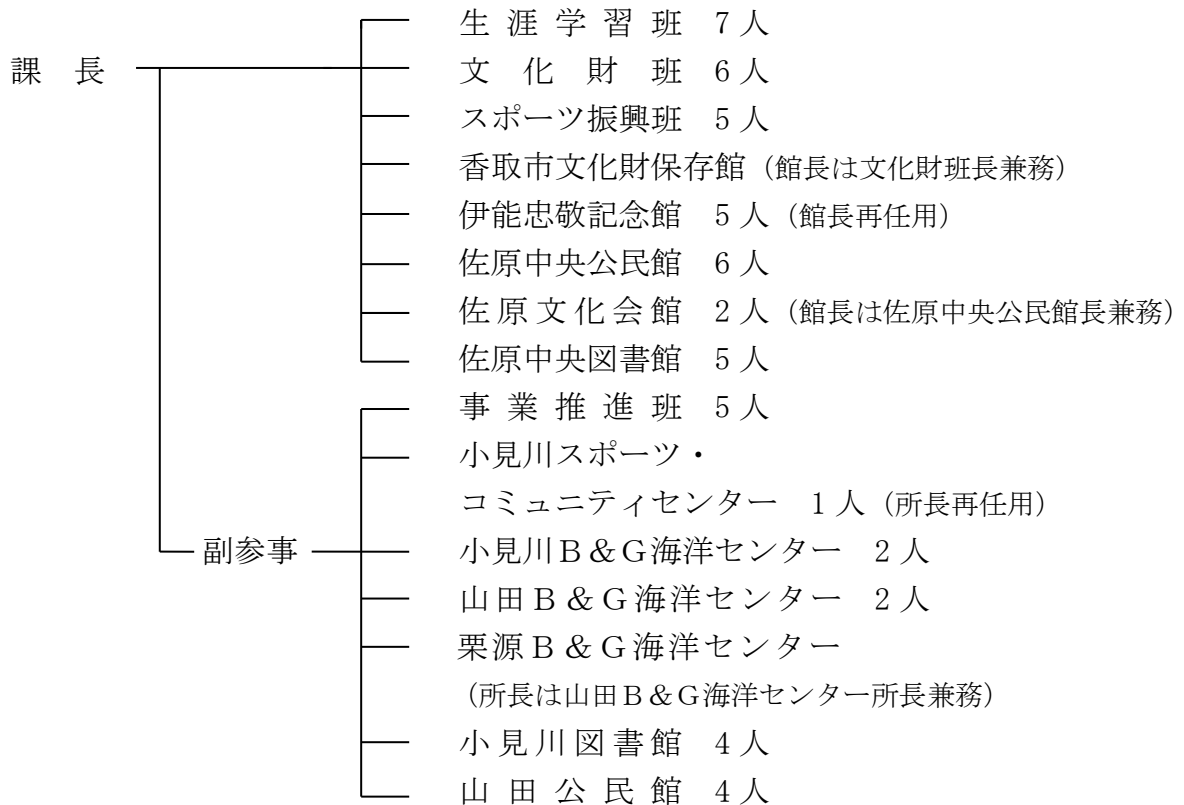 生涯学習班 7人
課長 文化財班 6人
スポーツ振興班 5人
香取市文化財保存館（館長は文化財班長兼務）
伊能忠敬記念館 5人（館長再任用）
佐原中央公民館 6人
佐原文化会館 2人（館長は佐原中央公民館長兼務）
佐原中央図書館 5人
事業推進班 5人
小見川スポーツ・
コミュニティセンター 1人（所長再任用）
副参事 小見川B＆G海洋センター 2人
山田B＆G海洋センター 2人
栗源B＆G海洋センター
（所長は山田B＆G海洋センター所長兼務）
小見川図書館 4人
山田公民館 4人